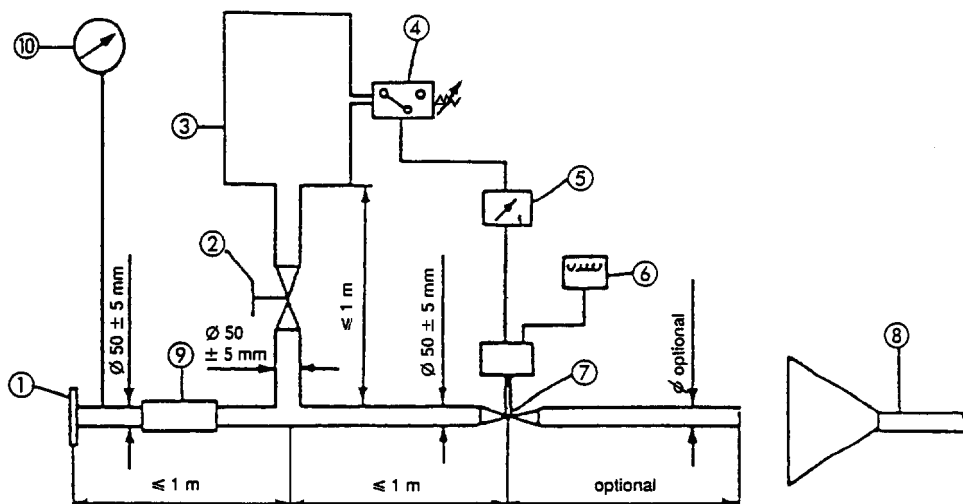 ⑩
④
③
⑤
②
⑥
≤ 1 m
Ø 50 ± 5 mm
Ø 50
± 5 mm
Ø 50 ± 5 mm
Ø optional
⑨
⑦
⑧
①
≤ 1 m
≤ 1 m
optional